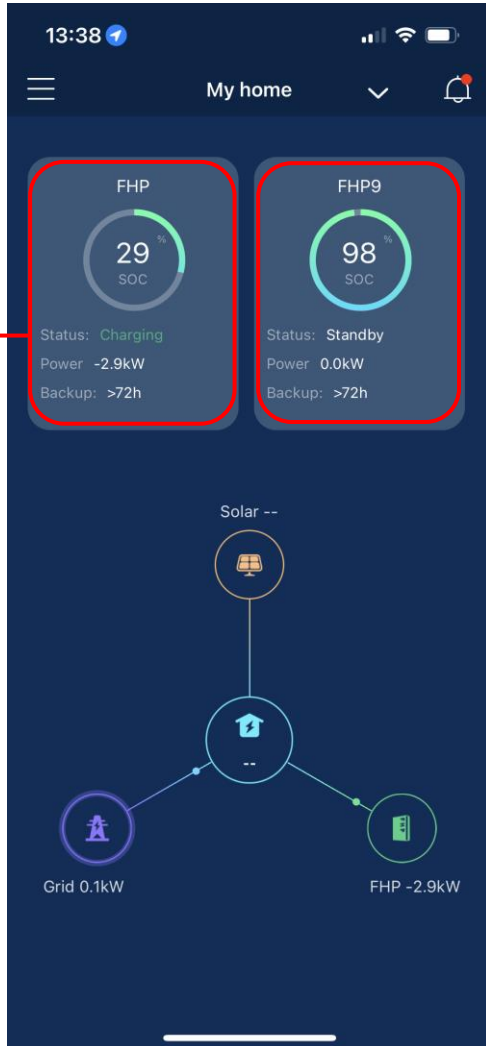 13:38
My home
FHP
29 %
SOC
Status: Charging
Power -2.9kW
Backup: >72h
FHP9
98 %
SOC
Status: Standby
Power 0.0kW
Backup: >72h
Solar --
--
Grid 0.1kW
FHP -2.9kW